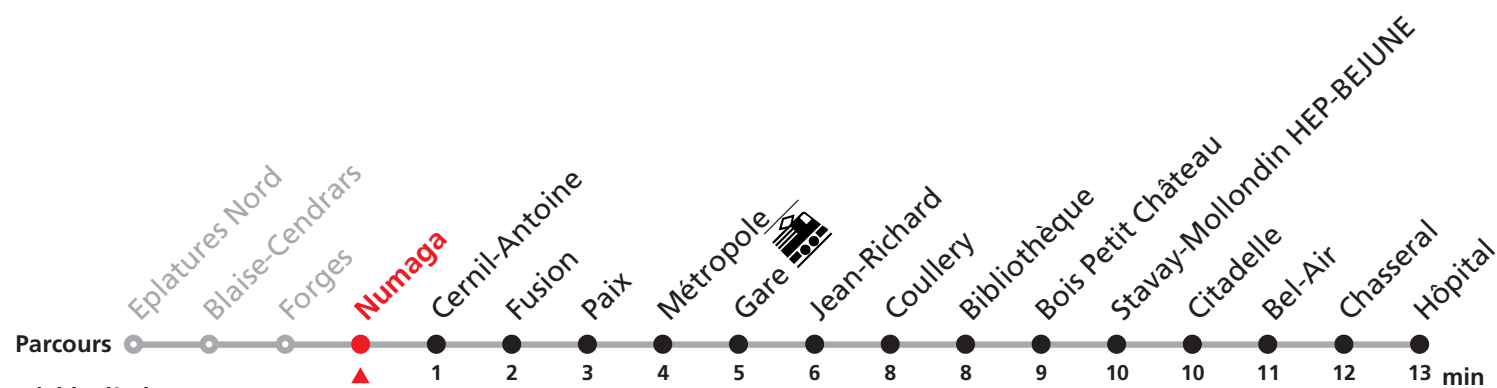 Eplatures Nord
Blaise-Cendrars
Forges
Numaga
Cernil-Antoine
Fusion
Paix
Métropole
Gare
Jean-Richard
Coullery
Bibliothèque
Bois Petit Château
Stavay-Mollondin HEP-BEJUNE
Citadelle
Bel-Air
Chasseral
Hôpital
Parcours
1 2 3 4 5 6 8 8 9 10 10 11 12 13 min